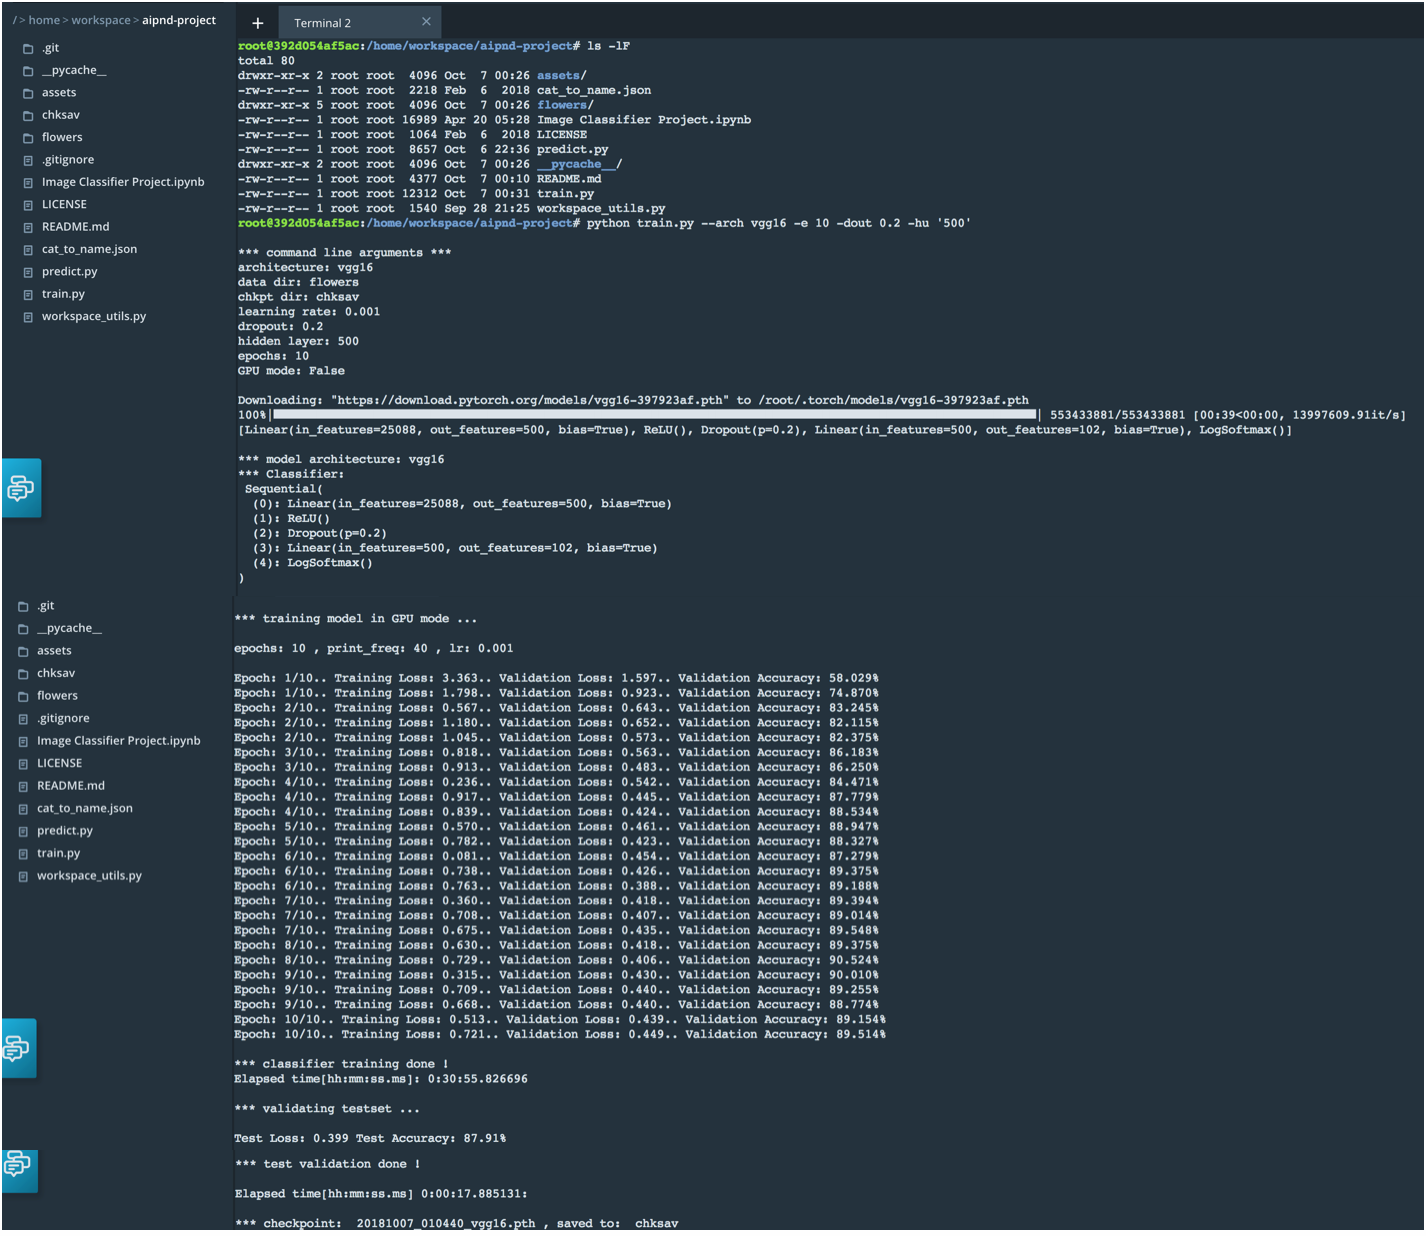 / > home > workspace > aipnd-project
+ Terminal 2 ×
.git
__pycache__
assets
chksav
flowers
.gitignore
Image Classifier Project.ipynb
LICENSE
README.md
cat_to_name.json
predict.py
train.py
workspace_utils.py
root@392d054af5ac:/home/workspace/aipnd-project# ls -lF
total 80
drwxr-xr-x 2 root root  4096 Oct  7 00:26 assets/
-rw-r--r-- 1 root root  2218 Feb  6  2018 cat_to_name.json
drwxr-xr-x 5 root root  4096 Oct  7 00:26 flowers/
-rw-r--r-- 1 root root 16989 Apr 20 05:28 Image Classifier Project.ipynb
-rw-r--r-- 1 root root  1064 Feb  6  2018 LICENSE
-rw-r--r-- 1 root root  8657 Oct  6 22:36 predict.py
drwxr-xr-x 2 root root  4096 Oct  7 00:26 __pycache__/
-rw-r--r-- 1 root root  4377 Oct  7 00:10 README.md
-rw-r--r-- 1 root root 12312 Oct  7 00:31 train.py
-rw-r--r-- 1 root root  1540 Sep 28 21:25 workspace_utils.py
root@392d054af5ac:/home/workspace/aipnd-project# python train.py --arch vgg16 -e 10 -dout 0.2 -hu '500'
*** command line arguments ***
architecture: vgg16
data dir: flowers
chkpt dir: chksav
learning rate: 0.001
dropout: 0.2
hidden layer: 500
epochs: 10
GPU mode: False
Downloading: "https://download.pytorch.org/models/vgg16-397923af.pth" to /root/.torch/models/vgg16-397923af.pth
100%| | 553433881/553433881 [00:39<00:00, 13997609.91it/s]
[Linear(in_features=25088, out_features=500, bias=True), ReLU(), Dropout(p=0.2), Linear(in_features=500, out_features=102, bias=True), LogSoftmax()]
*** model architecture: vgg16
*** Classifier:
Sequential(
(0): Linear(in_features=25088, out_features=500, bias=True)
(1): ReLU()
(2): Dropout(p=0.2)
(3): Linear(in_features=500, out_features=102, bias=True)
(4): LogSoftmax()
)
.git
__pycache__
assets
chksav
flowers
.gitignore
Image Classifier Project.ipynb
LICENSE
README.md
cat_to_name.json
predict.py
train.py
workspace_utils.py
*** training model in GPU mode ...
epochs: 10 , print_freq: 40 , lr: 0.001
Epoch: 1/10.. Training Loss: 3.363.. Validation Loss: 1.597.. Validation Accuracy: 58.029%
Epoch: 1/10.. Training Loss: 1.798.. Validation Loss: 0.923.. Validation Accuracy: 74.870%
Epoch: 2/10.. Training Loss: 0.567.. Validation Loss: 0.643.. Validation Accuracy: 83.245%
Epoch: 2/10.. Training Loss: 1.180.. Validation Loss: 0.652.. Validation Accuracy: 82.115%
Epoch: 2/10.. Training Loss: 1.045.. Validation Loss: 0.573.. Validation Accuracy: 82.375%
Epoch: 3/10.. Training Loss: 0.818.. Validation Loss: 0.563.. Validation Accuracy: 86.183%
Epoch: 3/10.. Training Loss: 0.913.. Validation Loss: 0.483.. Validation Accuracy: 86.250%
Epoch: 4/10.. Training Loss: 0.236.. Validation Loss: 0.542.. Validation Accuracy: 84.471%
Epoch: 4/10.. Training Loss: 0.917.. Validation Loss: 0.445.. Validation Accuracy: 87.779%
Epoch: 4/10.. Training Loss: 0.839.. Validation Loss: 0.424.. Validation Accuracy: 88.534%
Epoch: 5/10.. Training Loss: 0.570.. Validation Loss: 0.461.. Validation Accuracy: 88.947%
Epoch: 5/10.. Training Loss: 0.782.. Validation Loss: 0.423.. Validation Accuracy: 88.327%
Epoch: 6/10.. Training Loss: 0.081.. Validation Loss: 0.454.. Validation Accuracy: 87.279%
Epoch: 6/10.. Training Loss: 0.738.. Validation Loss: 0.426.. Validation Accuracy: 89.375%
Epoch: 6/10.. Training Loss: 0.763.. Validation Loss: 0.388.. Validation Accuracy: 89.188%
Epoch: 7/10.. Training Loss: 0.360.. Validation Loss: 0.418.. Validation Accuracy: 89.394%
Epoch: 7/10.. Training Loss: 0.708.. Validation Loss: 0.407.. Validation Accuracy: 89.014%
Epoch: 7/10.. Training Loss: 0.675.. Validation Loss: 0.435.. Validation Accuracy: 89.548%
Epoch: 8/10.. Training Loss: 0.630.. Validation Loss: 0.418.. Validation Accuracy: 89.375%
Epoch: 8/10.. Training Loss: 0.729.. Validation Loss: 0.406.. Validation Accuracy: 90.524%
Epoch: 9/10.. Training Loss: 0.315.. Validation Loss: 0.430.. Validation Accuracy: 90.010%
Epoch: 9/10.. Training Loss: 0.709.. Validation Loss: 0.440.. Validation Accuracy: 89.255%
Epoch: 9/10.. Training Loss: 0.668.. Validation Loss: 0.440.. Validation Accuracy: 88.774%
Epoch: 10/10.. Training Loss: 0.513.. Validation Loss: 0.439.. Validation Accuracy: 89.154%
Epoch: 10/10.. Training Loss: 0.721.. Validation Loss: 0.449.. Validation Accuracy: 89.514%
*** classifier training done !
Elapsed time[hh:mm:ss.ms]: 0:30:55.826696
*** validating testset ...
Test Loss: 0.399 Test Accuracy: 87.91%
*** test validation done !
Elapsed time[hh:mm:ss.ms] 0:00:17.885131:
*** checkpoint:  20181007_010440_vgg16.pth , saved to:  chksav